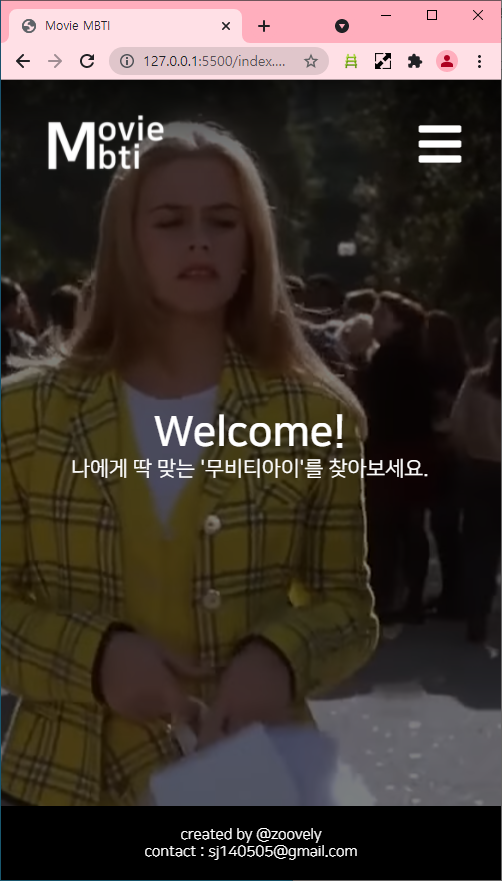 Movie MBTI
127.0.0.1:5500/index....
Movie
bti
Welcome!
나에게 딱 맞는 '무비티아이'를 찾아보세요.
created by @zoovely
contact : sj140505@gmail.com